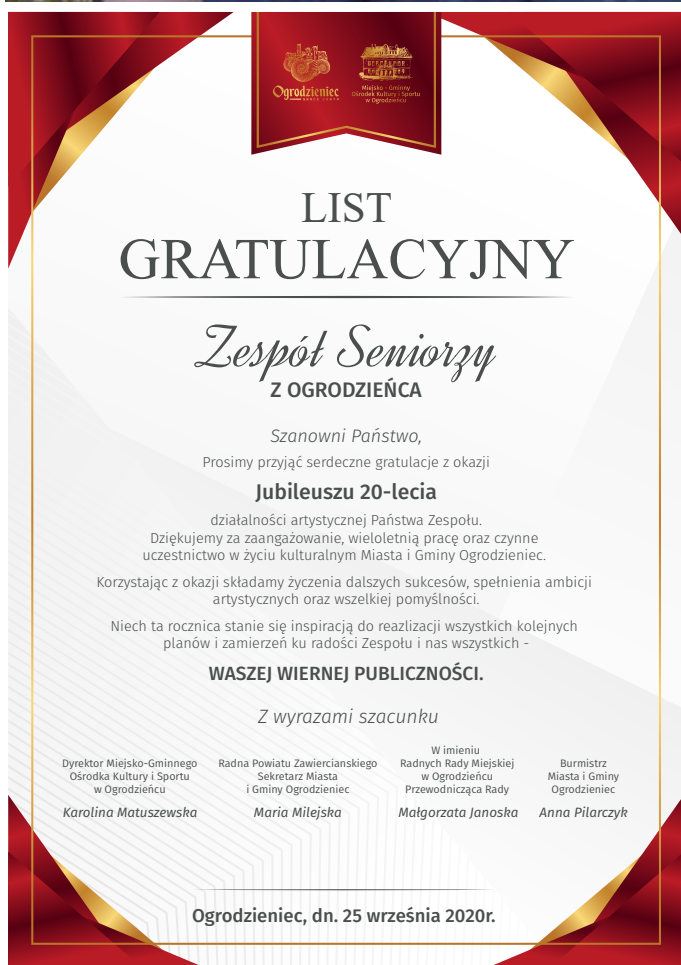 Ogrodzieniec
Miejsko - Gminny
Ośrodek Kultury i Sportu
w Ogrodzieńcu
LIST
GRATULACYJNY
Zespół Seniorzy
Z OGRODZIEŃCA
Szanowni Państwo,
Prosimy przyjąć serdeczne gratulacje z okazji
Jubileuszu 20-lecia
działalności artystycznej Państwa Zespołu.
Dziękujemy za zaangażowanie, wieloletnią pracę oraz czynne
uczestnictwo w życiu kulturalnym Miasta i Gminy Ogrodzieniec.
Korzystając z okazji składamy życzenia dalszych sukcesów, spełnienia ambicji
artystycznych oraz wszelkiej pomyślności.
Niech ta rocznica stanie się inspiracją do reazlizacji wszystkich kolejnych
planów i zamierzeń ku radości Zespołu i nas wszystkich -
WASZEJ WIERNEJ PUBLICZNOŚCI.
Z wyrazami szacunku
Dyrektor Miejsko-Gminnego
Ośrodka Kultury i Sportu
w Ogrodzieńcu
Karolina Matuszewska
Radna Powiatu Zawierciańskiego
Sekretarz Miasta
i Gminy Ogrodzieniec
Maria Milejska
W imieniu
Radnych Rady Miejskiej
w Ogrodzieńcu
Przewodnicząca Rady
Małgorzata Janoska
Burmistrz
Miasta i Gminy
Ogrodzieniec
Anna Pilarczyk
Ogrodzieniec, dn. 25 września 2020r.